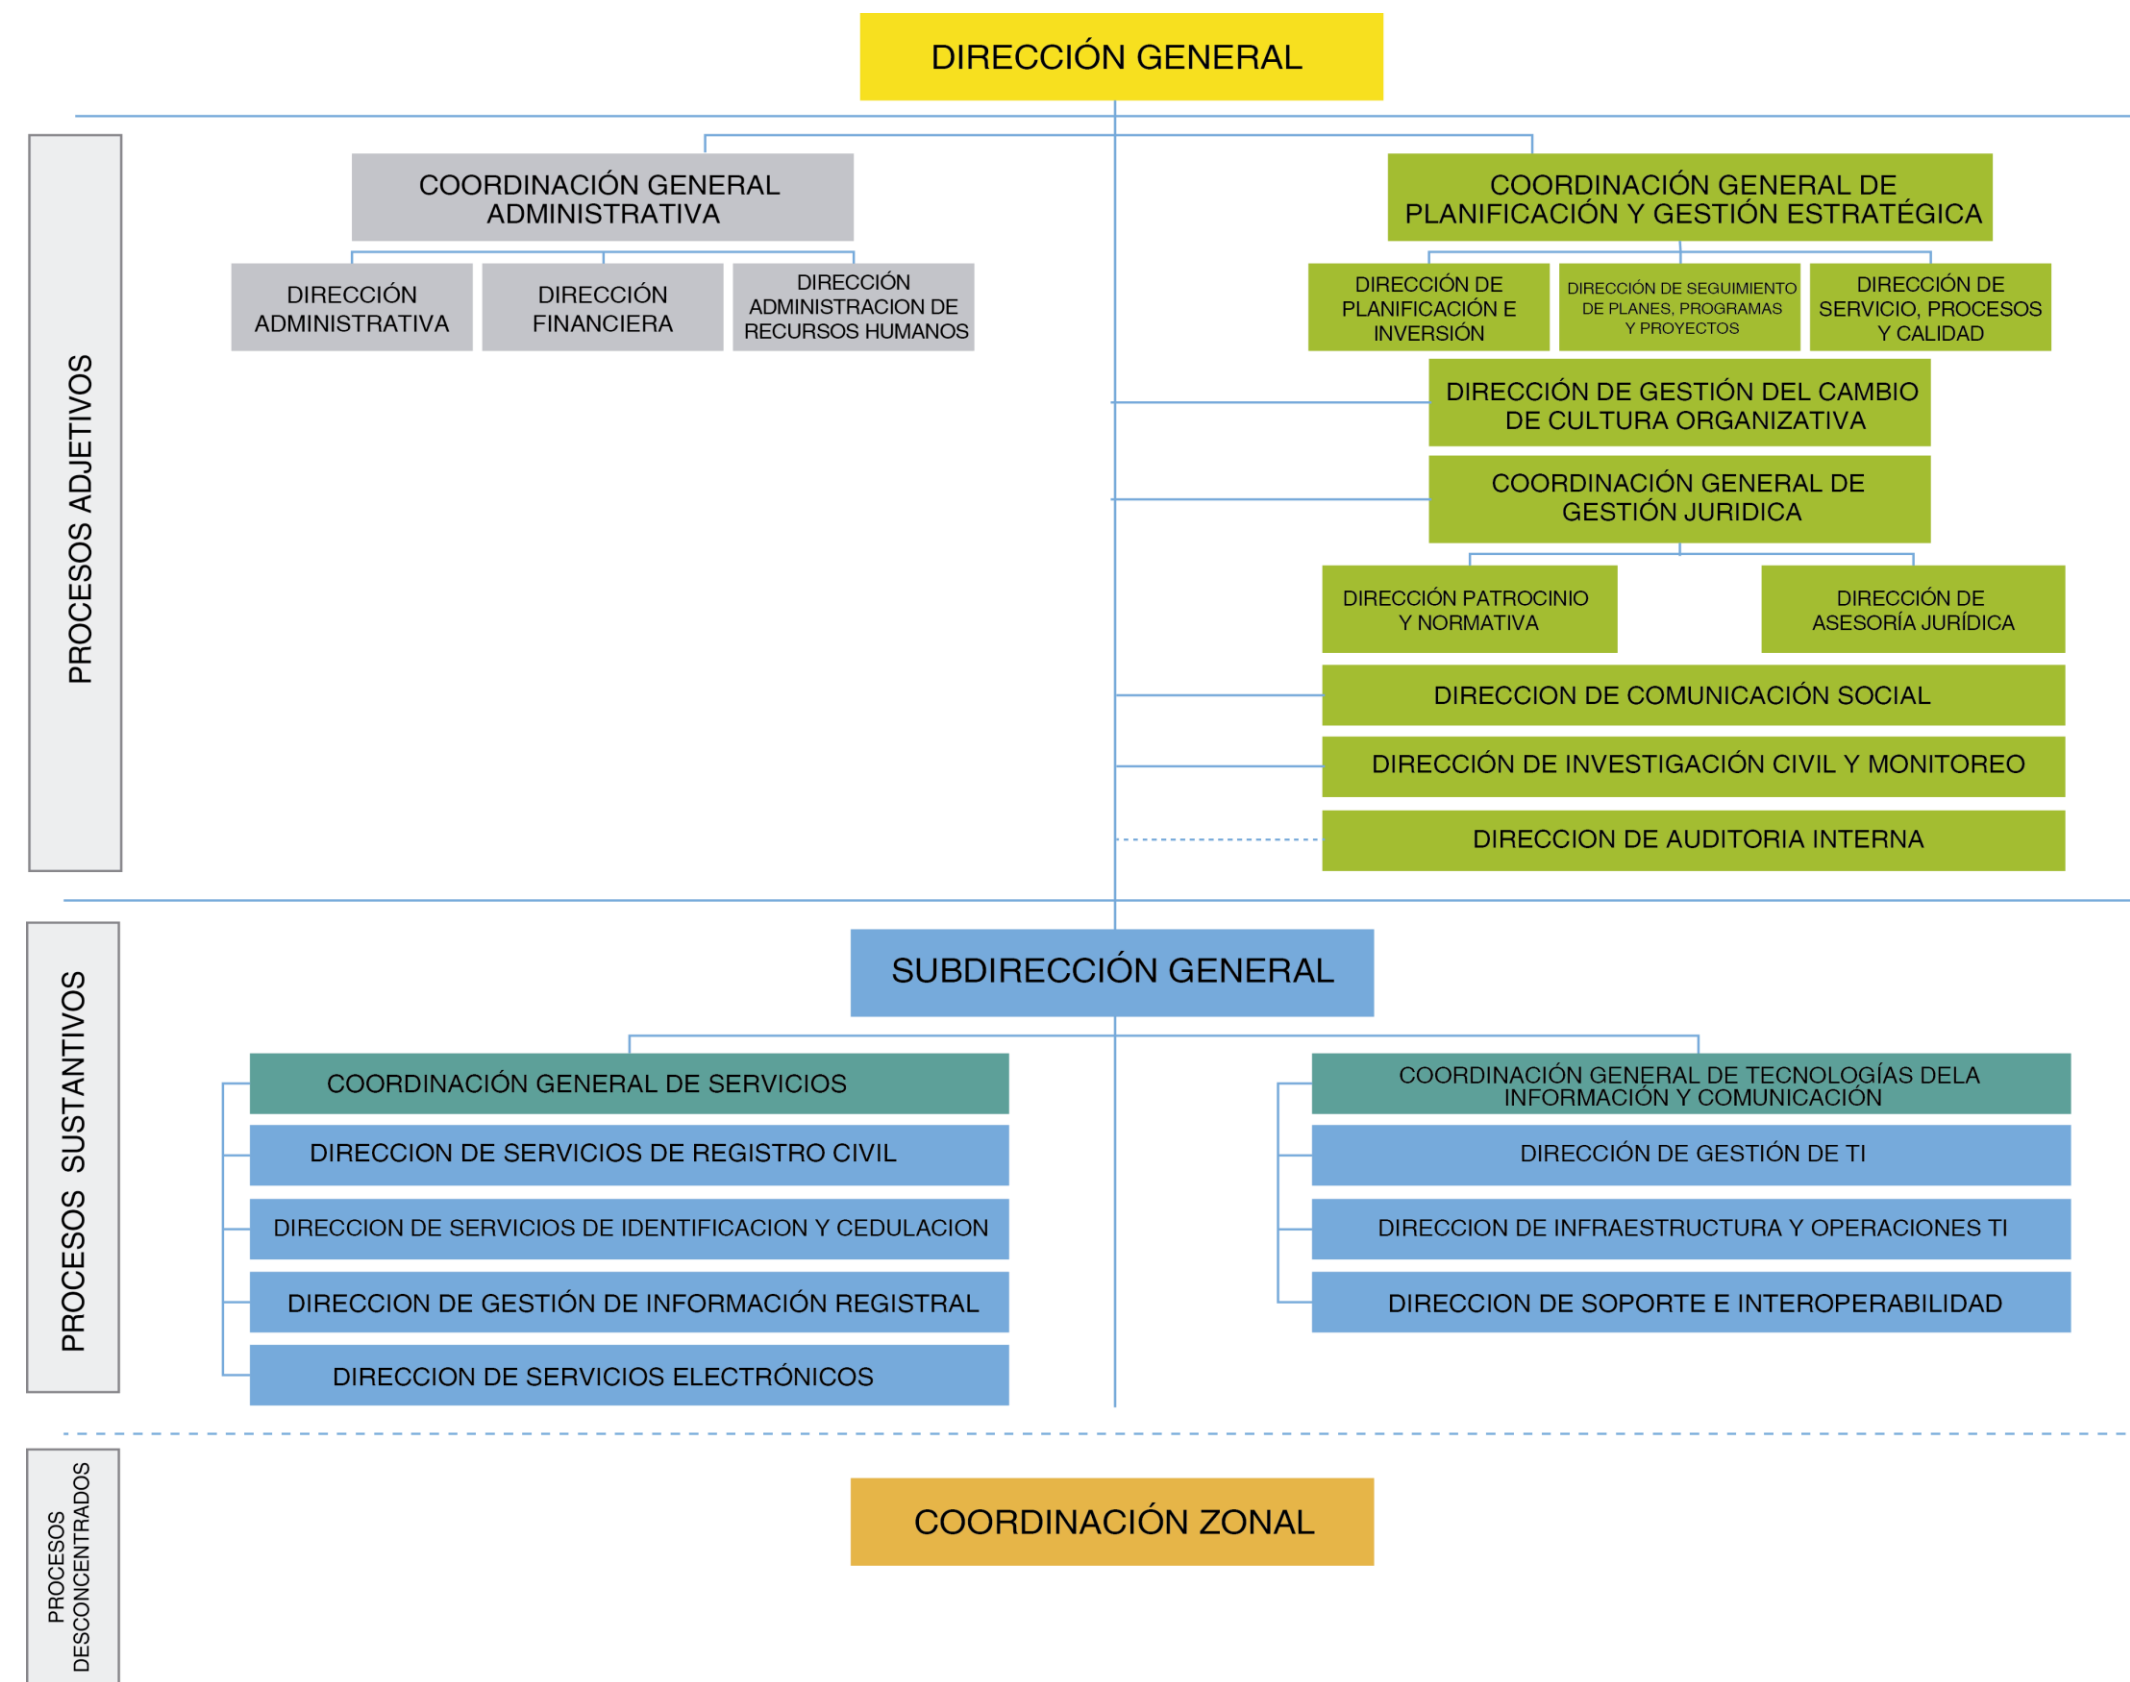 DIRECCIÓN GENERAL
PROCESOS ADJETIVOS
COORDINACIÓN GENERAL
ADMINISTRATIVA
DIRECCIÓN
ADMINISTRATIVA
DIRECCIÓN
FINANCIERA
DIRECCIÓN
ADMINISTRACION DE
RECURSOS HUMANOS
COORDINACIÓN GENERAL DE
PLANIFICACIÓN Y GESTIÓN ESTRATÉGICA
DIRECCIÓN DE
PLANIFICACIÓN E
INVERSIÓN
DIRECCIÓN DE SEGUIMIENTO
DE PLANES, PROGRAMAS
Y PROYECTOS
DIRECCIÓN DE
SERVICIO, PROCESOS
Y CALIDAD
DIRECCIÓN DE GESTIÓN DEL CAMBIO
DE CULTURA ORGANIZATIVA
COORDINACIÓN GENERAL DE
GESTIÓN JURIDICA
DIRECCIÓN PATROCINIO
Y NORMATIVA
DIRECCIÓN DE
ASESORÍA JURÍDICA
DIRECCION DE COMUNICACIÓN SOCIAL
DIRECCIÓN DE INVESTIGACIÓN CIVIL Y MONITOREO
DIRECCION DE AUDITORIA INTERNA
PROCESOS SUSTANTIVOS
SUBDIRECCIÓN GENERAL
COORDINACIÓN GENERAL DE SERVICIOS
DIRECCION DE SERVICIOS DE REGISTRO CIVIL
DIRECCION DE SERVICIOS DE IDENTIFICACION Y CEDULACION
DIRECCION DE GESTIÓN DE INFORMACIÓN REGISTRAL
DIRECCION DE SERVICIOS ELECTRÓNICOS
COORDINACIÓN GENERAL DE TECNOLOGÍAS DELA
INFORMACIÓN Y COMUNICACIÓN
DIRECCIÓN DE GESTIÓN DE TI
DIRECCION DE INFRAESTRUCTURA Y OPERACIONES TI
DIRECCION DE SOPORTE E INTEROPERABILIDAD
PROCESOS
DESCONCENTRADOS
COORDINACIÓN ZONAL